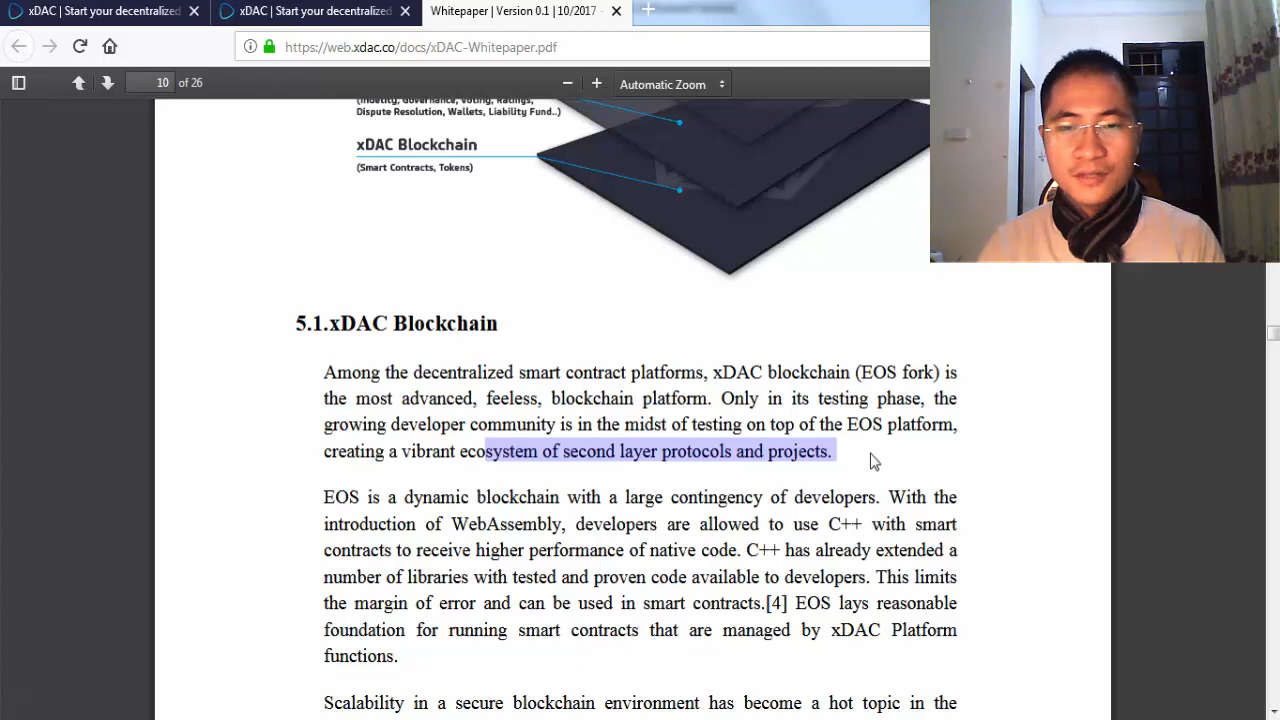 xDAC | Start your decentralized
xDAC | Start your decentralized
Whitepaper | Version 0.1 | 10/2017 -
https://web.xdac.co/docs/xDAC-Whitepaper.pdf
10 of 26
Automatic Zoom
(Identity, Governance, Voting, Ratings,
Dispute Resolution, Wallets, Liability Fund..)
xDAC Blockchain
(Smart Contracts, Tokens)
5.1.xDAC Blockchain
Among the decentralized smart contract platforms, xDAC blockchain (EOS fork) is
the most advanced, feeless, blockchain platform. Only in its testing phase, the
growing developer community is in the midst of testing on top of the EOS platform,
creating a vibrant ecosystem of second layer protocols and projects.
EOS is a dynamic blockchain with a large contingency of developers. With the
introduction of WebAssembly, developers are allowed to use C++ with smart
contracts to receive higher performance of native code. C++ has already extended a
number of libraries with tested and proven code available to developers. This limits
the margin of error and can be used in smart contracts.[4] EOS lays reasonable
foundation for running smart contracts that are managed by xDAC Platform
functions.
Scalability in a secure blockchain environment has become a hot topic in the